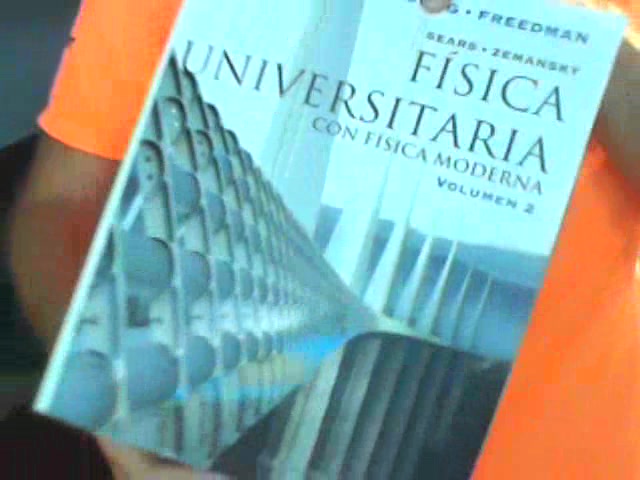 G • FREEDMAN
SEARS • ZEMANSKY
FÍSICA
UNIVERSITARIA
CON FÍSICA MODERNA
VOLUMEN 2